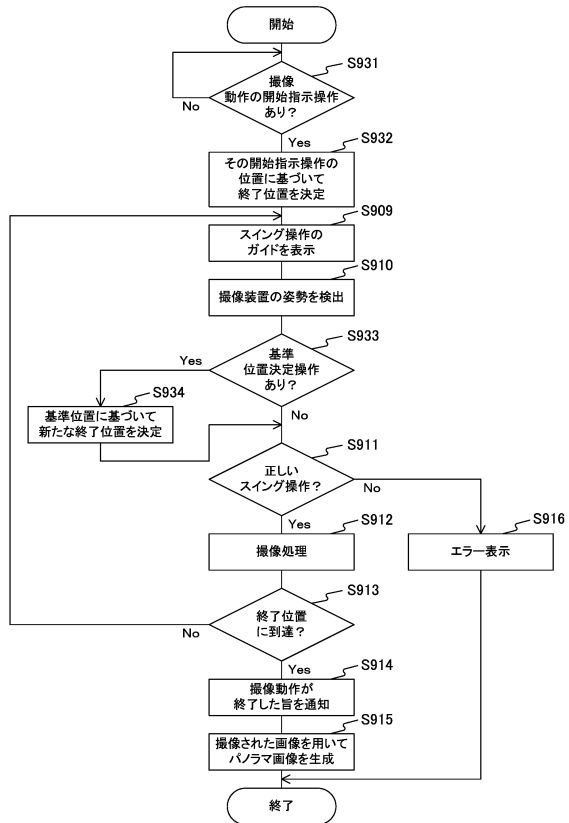 開始
S931
撮像
動作の開始指示操作
あり？
No
Yes
S932
その開始指示操作の
位置に基づいて
終了位置を決定
S909
スイング操作の
ガイドを表示
S910
撮像装置の姿勢を検出
S933
基準
位置決定操作
あり？
Yes
No
S934
基準位置に基づいて
新たな終了位置を決定
S911
正しい
スイング操作？
No
Yes
S912
撮像処理
S916
エラー表示
S913
終了位置
に到達？
No
Yes
S914
撮像動作が
終了した旨を通知
S915
撮像された画像を用いて
パノラマ画像を生成
終了